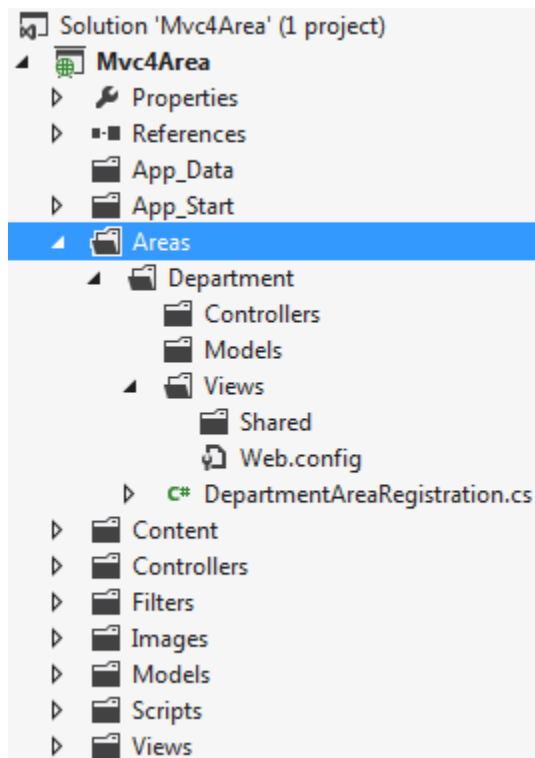 Solution 'Mvc4Area' (1 project)
Mvc4Area
Properties
References
App_Data
App_Start
Areas
Department
Controllers
Models
Views
Shared
Web.config
C# DepartmentAreaRegistration.cs
Content
Controllers
Filters
Images
Models
Scripts
Views